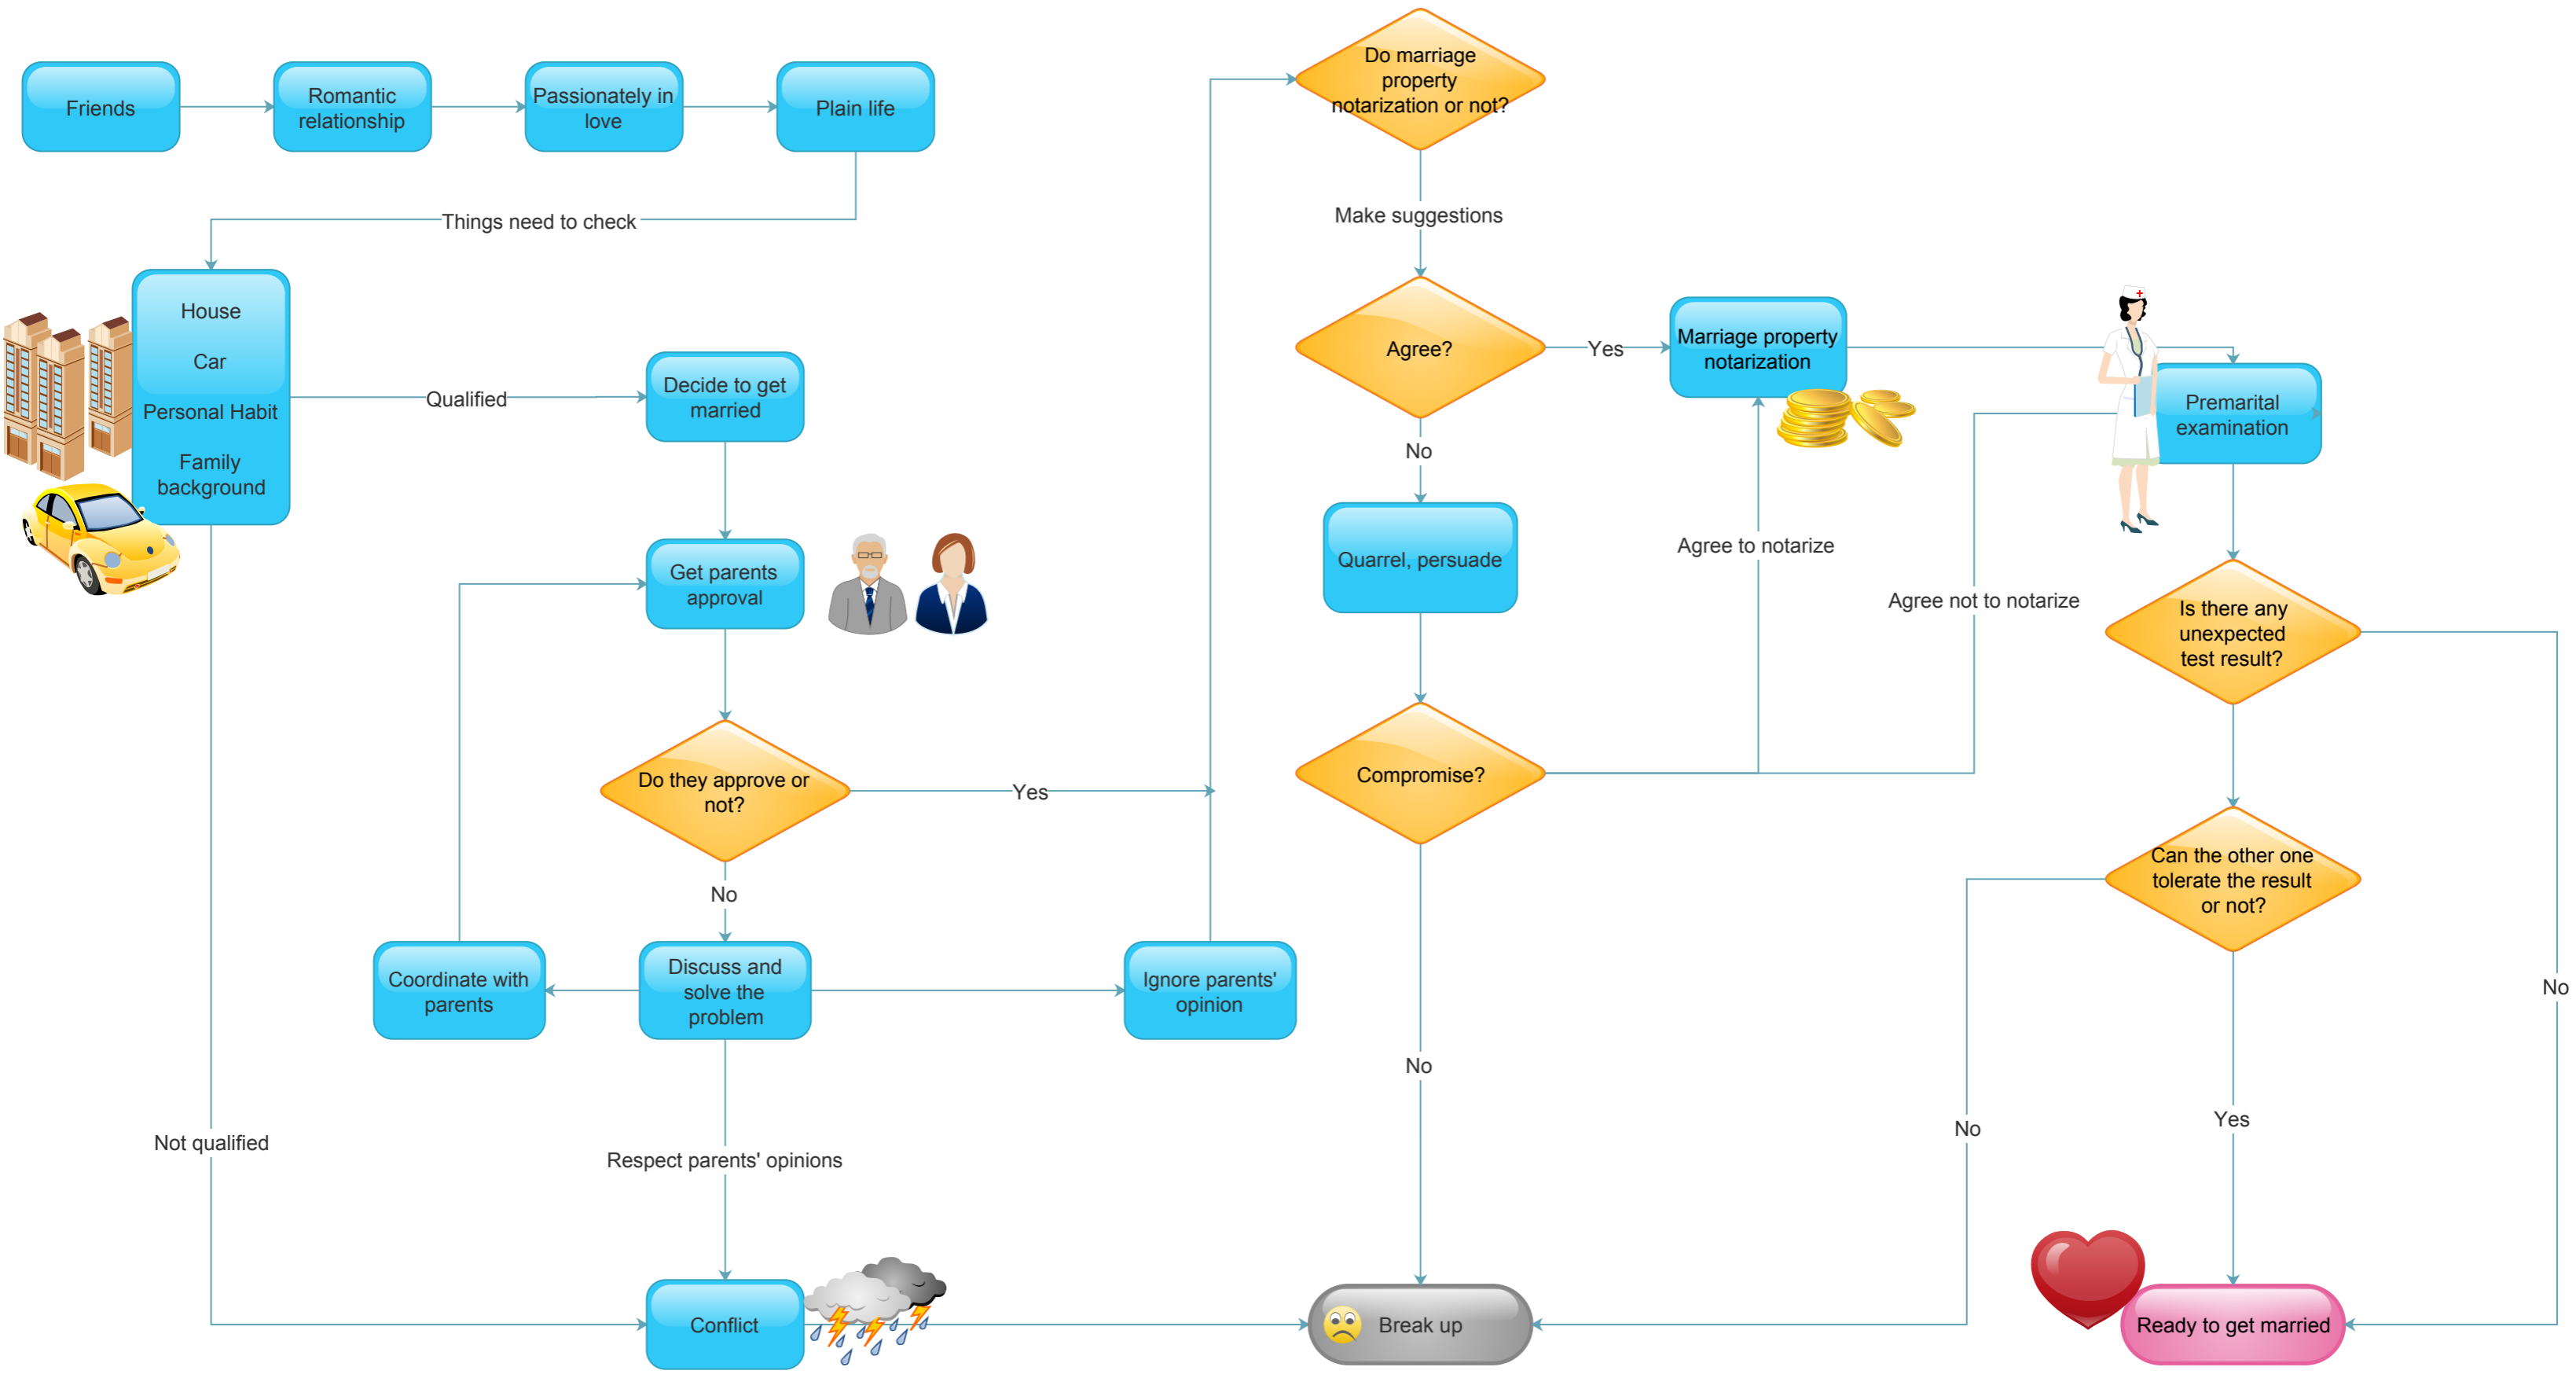 Friends
Romantic
relationship
Passionately in
love
Plain life
Things need to check
House
Car
Personal Habit
Family
background
Qualified
Not qualified
Decide to get
married
Get parents
approval
Do they approve or
not?
Yes
No
Coordinate with
parents
Discuss and
solve the
problem
Ignore parents'
opinion
Respect parents' opinions
Conflict
Do marriage
property
notarization or not?
Make suggestions
Agree?
Yes
No
Marriage property
notarization
Quarrel, persuade
Agree to notarize
Agree not to notarize
Compromise?
No
Break up
Premarital
examination
Is there any
unexpected
test result?
Can the other one
tolerate the result
or not?
No
No
Yes
Ready to get married